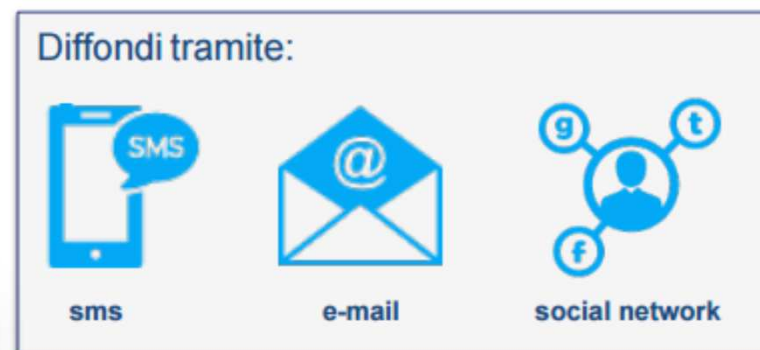 Diffondi tramite:
SMS
@
g
t
f
sms
e-mail
social network